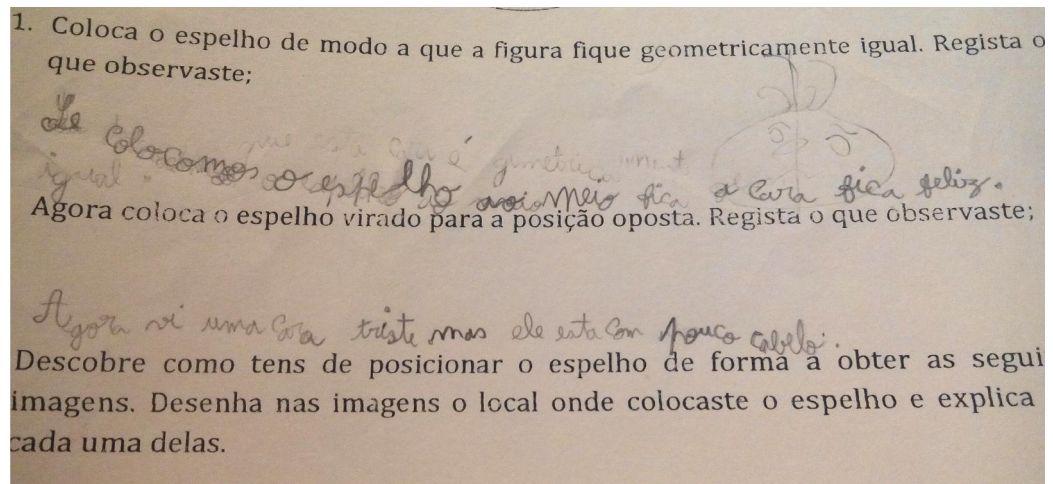 1. Coloca o espelho de modo a que a figura fique geometricamente igual. Regista o
que observaste;
Se colocamos o espelho ao meio fica a cara fica feliz.
igual.
Agora coloca o espelho virado para a posição oposta. Regista o que observaste;
Agora vi uma cara triste mas ele esta com pouco cabelo.
Descobre como tens de posicionar o espelho de forma a obter as segui
imagens. Desenha nas imagens o local onde colocaste o espelho e explica
cada uma delas.